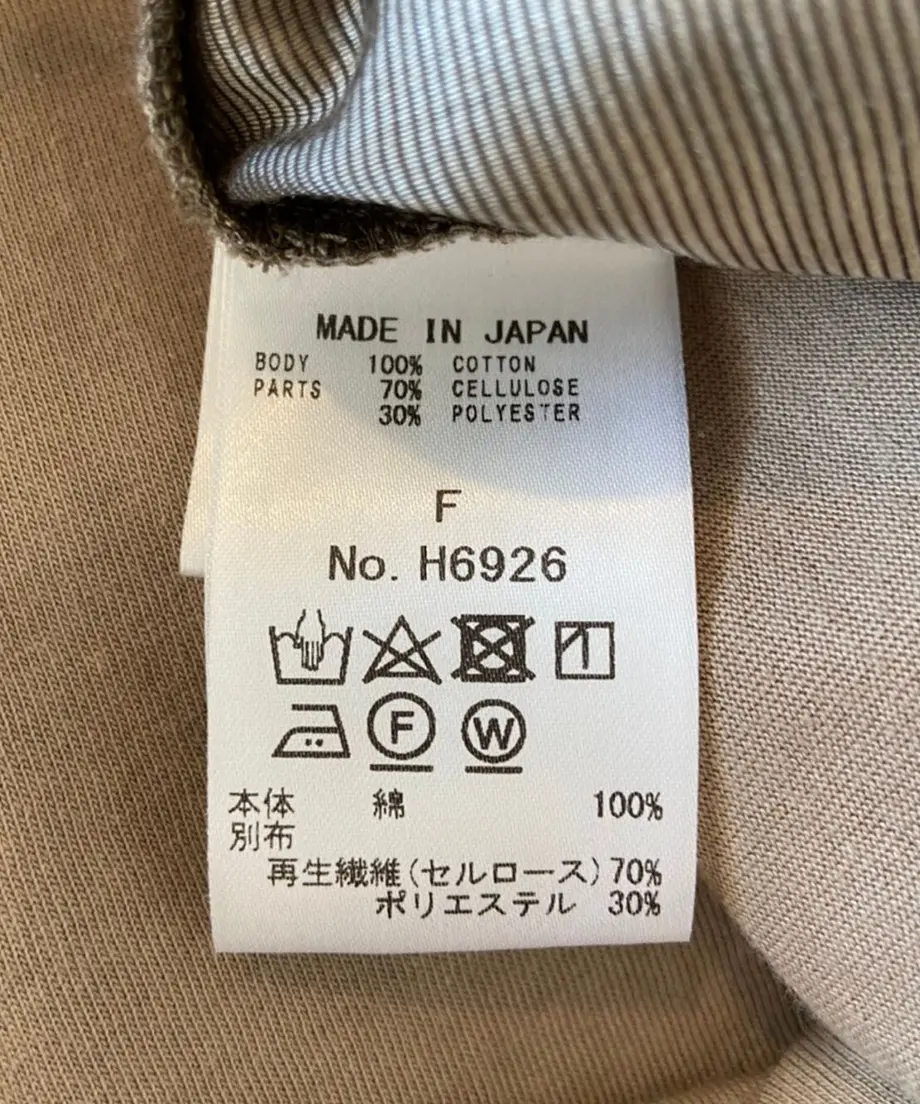 MADE IN JAPAN
BODY 100% COTTON
PARTS 70% CELLULOSE
30% POLYESTER
F
No. H6926
F W
本体 綿 100%
別布
再生繊維(セルロース)70%
ポリエステル 30%